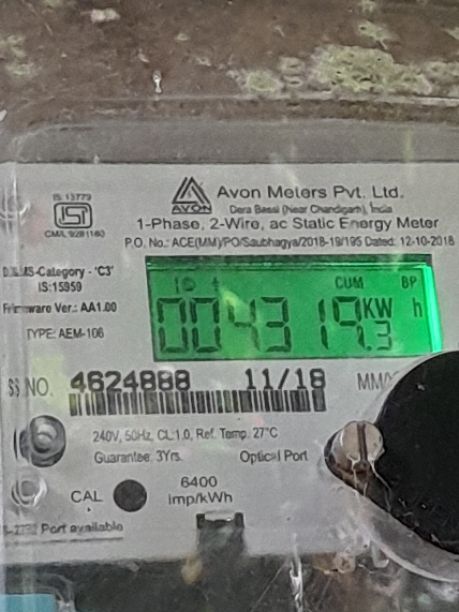 IS:13779
CM/L 9281160
AVON
Avon Meters Pvt. Ltd.
Dera Bassi (Near Chandigarh), India
1-Phase, 2-Wire, ac Static Energy Meter
P.O. No.: ACE(MM)/PO/Saubhagya/2018-19/195 Dated: 12-10-2018
-Category - 'C3'
IS:15959
Firmware Ver.: AA1.00
TYPE: AEM-106
CUM BP
004319.3 KW h
NO. 4624888 11/18
240V, 50Hz, CL:1.0, Ref. Temp. 27°C
Guarantee: 3Yrs. Optical Port
CAL
6400
Imp/kWh
Port available